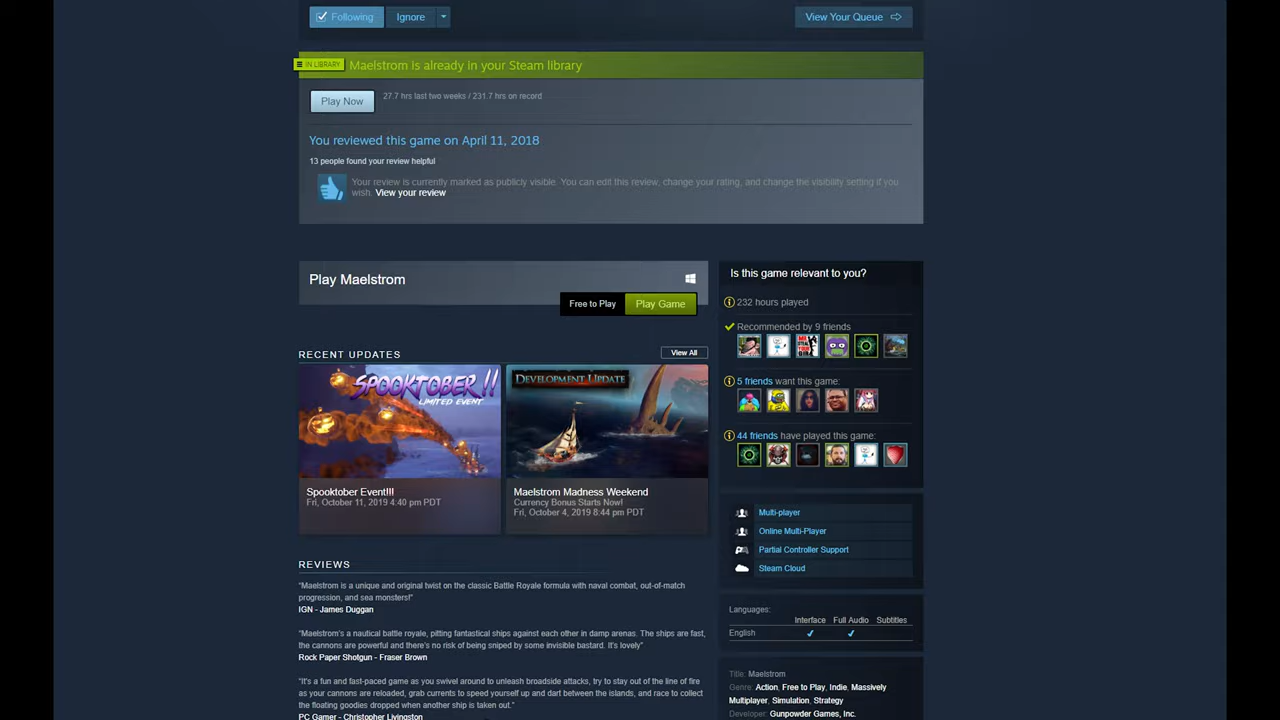 Following
Ignore
View Your Queue
IN LIBRARY
Maelstrom is already in your Steam library
Play Now
27.7 hrs last two weeks / 231.7 hrs on record
You reviewed this game on April 11, 2018
13 people found your review helpful
Your review is currently marked as publicly visible. You can edit this review, change your rating, and change the visibility setting if you
wish. View your review
Play Maelstrom
Free to Play
Play Game
RECENT UPDATES
View All
SPOOKTOBER!!
LIMITED EVENT
Spooktober Event!!!
Fri, October 11, 2019 4:40 pm PDT
DEVELOPMENT UPDATE
Maelstrom Madness Weekend
Currency Bonus Starts Now!
Fri, October 4, 2019 8:44 pm PDT
REVIEWS
"Maelstrom is a unique and original twist on the classic Battle Royale formula with naval combat, out-of-match
progression, and sea monsters!"
IGN - James Duggan
"Maelstrom's a nautical battle royale, pitting fantastical ships against each other in damp arenas. The ships are fast,
the cannons are powerful and there's no risk of being sniped by some invisible bastard. It's lovely"
Rock Paper Shotgun - Fraser Brown
"It's a fun and fast-paced game as you swivel around to unleash broadside attacks, try to stay out of the line of fire
as your cannons are reloaded, grab currents to speed yourself up and dart between the islands, and race to collect
the floating goodies dropped when another ship is taken out."
PC Gamer - Christopher Livingston
Is this game relevant to you?
232 hours played
Recommended by 9 friends
5 friends want this game:
44 friends have played this game:
Multi-player
Online Multi-Player
Partial Controller Support
Steam Cloud
Languages:
Interface Full Audio Subtitles
English
Title: Maelstrom
Genre: Action, Free to Play, Indie, Massively
Multiplayer, Simulation, Strategy
Developer: Gunpowder Games, Inc.